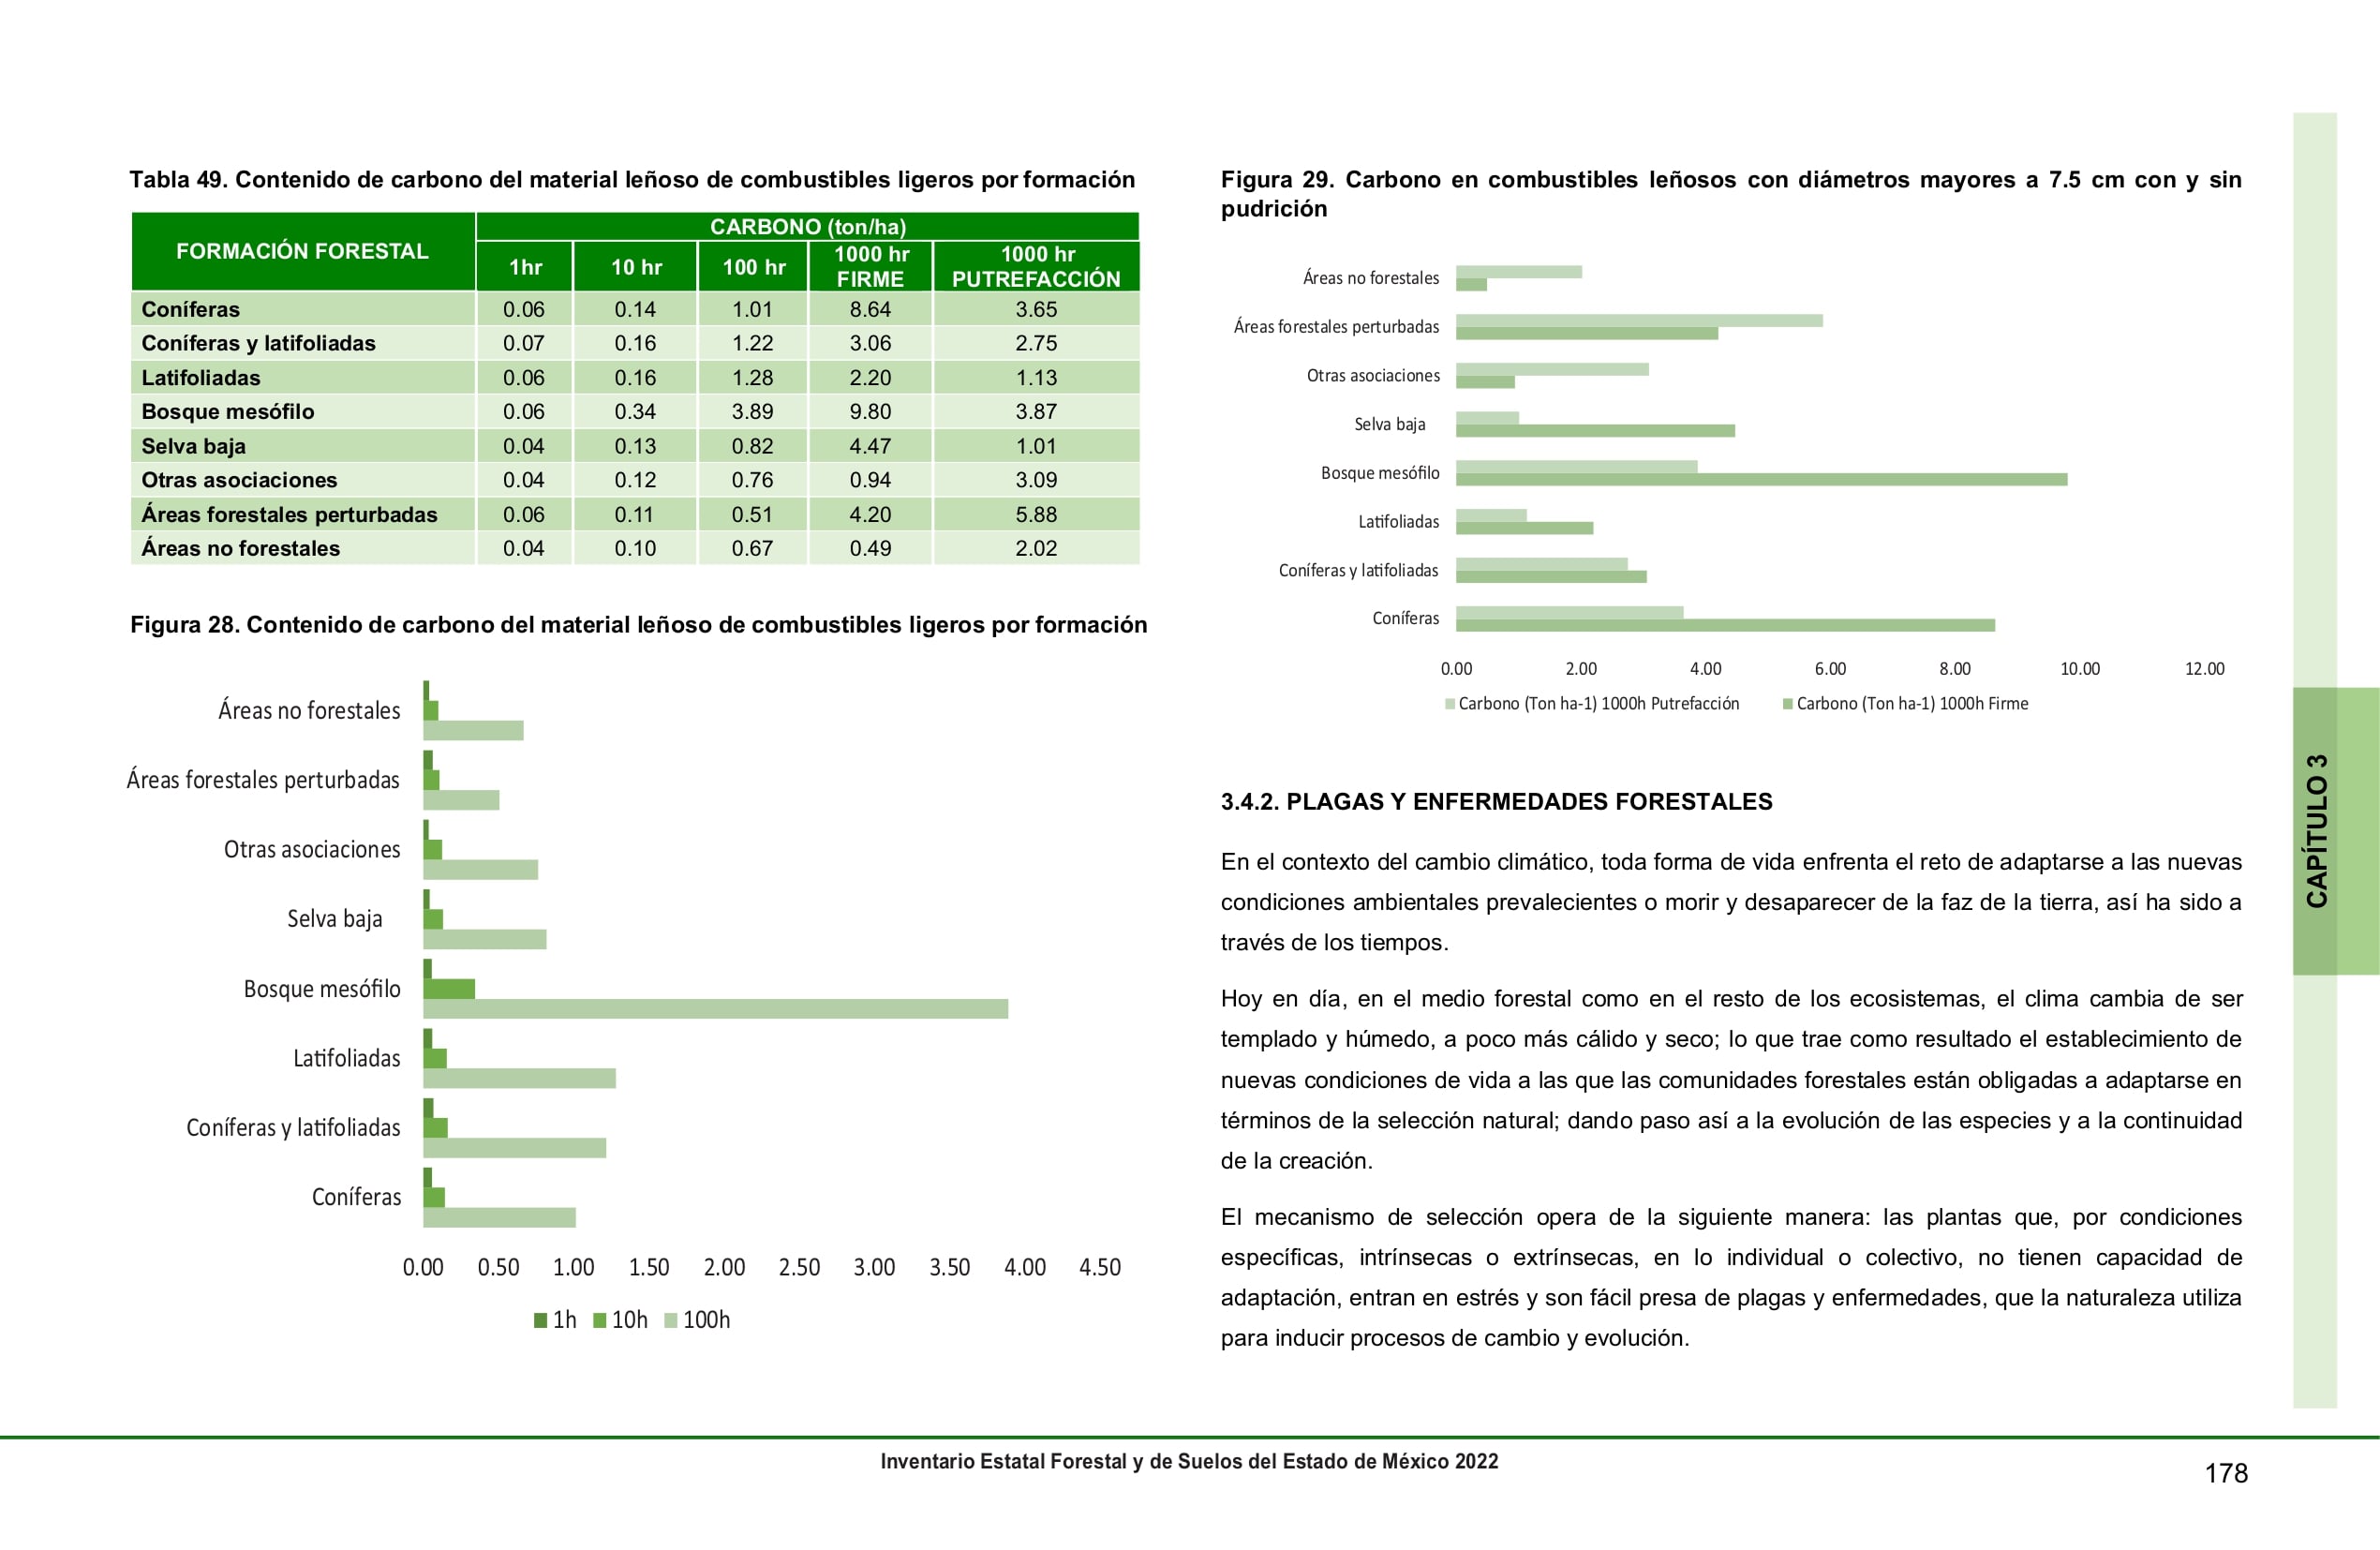 Tabla 49. Contenido de carbono del material leñoso de combustibles ligeros por formación
FORMACIÓN FORESTAL
CARBONO (ton/ha)
1hr 10 hr 100 hr 1000 hr FIRME 1000 hr PUTREFACCIÓN
Coníferas 0.06 0.14 1.01 8.64 3.65
Coníferas y latifoliadas 0.07 0.16 1.22 3.06 2.75
Latifoliadas 0.06 0.16 1.28 2.20 1.13
Bosque mesófilo 0.06 0.34 3.89 9.80 3.87
Selva baja 0.04 0.13 0.82 4.47 1.01
Otras asociaciones 0.04 0.12 0.76 0.94 3.09
Áreas forestales perturbadas 0.06 0.11 0.51 4.20 5.88
Áreas no forestales 0.04 0.10 0.67 0.49 2.02
Figura 28. Contenido de carbono del material leñoso de combustibles ligeros por formación
Áreas no forestales
Áreas forestales perturbadas
Otras asociaciones
Selva baja
Bosque mesófilo
Latifoliadas
Coníferas y latifoliadas
Coníferas
0.00 0.50 1.00 1.50 2.00 2.50 3.00 3.50 4.00 4.50
1h 10h 100h
Figura 29. Carbono en combustibles leñosos con diámetros mayores a 7.5 cm con y sin
pudrición
Áreas no forestales
Áreas forestales perturbadas
Otras asociaciones
Selva baja
Bosque mesófilo
Latifoliadas
Coníferas y latifoliadas
Coníferas
0.00 2.00 4.00 6.00 8.00 10.00 12.00
Carbono (Ton ha-1) 1000h Putrefacción Carbono (Ton ha-1) 1000h Firme
3.4.2. PLAGAS Y ENFERMEDADES FORESTALES
En el contexto del cambio climático, toda forma de vida enfrenta el reto de adaptarse a las nuevas
condiciones ambientales prevalecientes o morir y desaparecer de la faz de la tierra, así ha sido a
través de los tiempos.
Hoy en día, en el medio forestal como en el resto de los ecosistemas, el clima cambia de ser
templado y húmedo, a poco más cálido y seco; lo que trae como resultado el establecimiento de
nuevas condiciones de vida a las que las comunidades forestales están obligadas a adaptarse en
términos de la selección natural; dando paso así a la evolución de las especies y a la continuidad
de la creación.
El mecanismo de selección opera de la siguiente manera: las plantas que, por condiciones
específicas, intrínsecas o extrínsecas, en lo individual o colectivo, no tienen capacidad de
adaptación, entran en estrés y son fácil presa de plagas y enfermedades, que la naturaleza utiliza
para inducir procesos de cambio y evolución.
CAPÍTULO 3
Inventario Estatal Forestal y de Suelos del Estado de México 2022
178